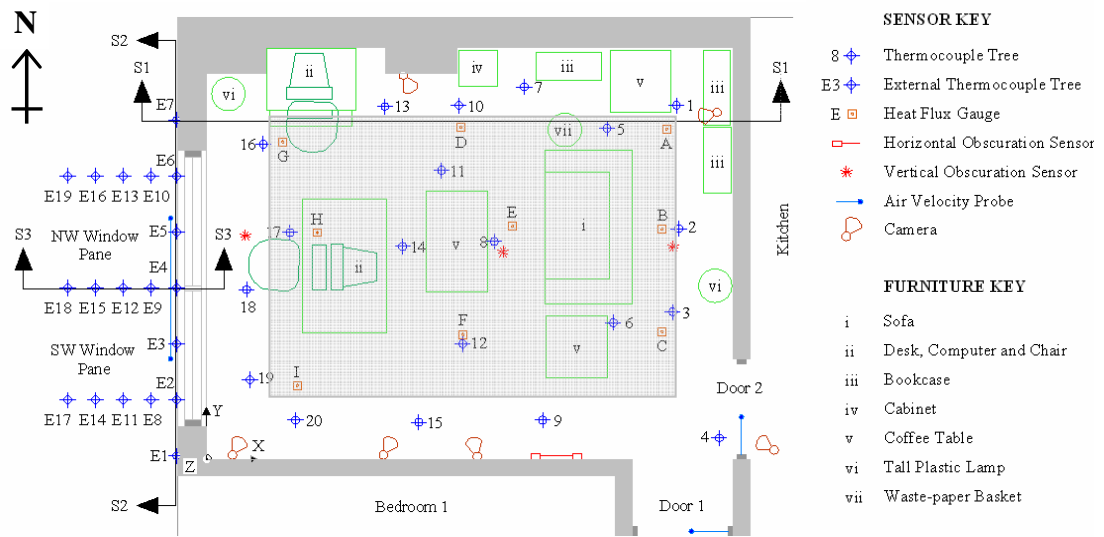 N
S2
S1
S1
E7
E6
E19 E16 E13 E10
NW Window
Pane
E5
S3
S3
E4
E18 E15 E12 E9
SW Window
Pane
E3
E2
E17 E14 E11 E8
E1
S2
Z
Y
X
ii
vi
iv
iii
v
iii
iii
13
10
7
1
5
vii
16
G
D
A
11
17
H
E
B
2
14
v
8
i
ii
18
vi
3
F
12
6
v
C
19
I
20
15
9
4
Door 2
Door 1
Bedroom 1
Kitchen
SENSOR KEY
8 Thermocouple Tree
E3 External Thermocouple Tree
E Heat Flux Gauge
Horizontal Obscuration Sensor
Vertical Obscuration Sensor
Air Velocity Probe
Camera
FURNITURE KEY
i Sofa
ii Desk, Computer and Chair
iii Bookcase
iv Cabinet
v Coffee Table
vi Tall Plastic Lamp
vii Waste-paper Basket